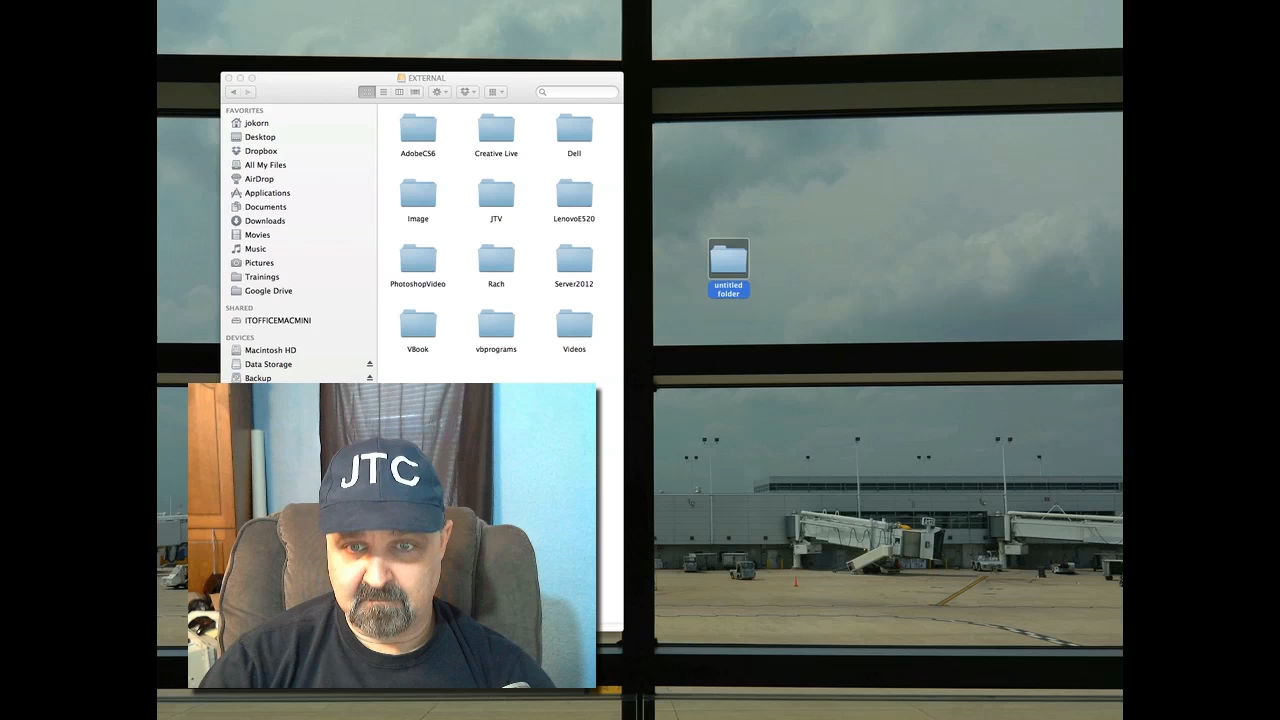 EXTERNAL
FAVORITES
jokorn
Desktop
Dropbox
All My Files
AirDrop
Applications
Documents
Downloads
Movies
Music
Pictures
Trainings
Google Drive
SHARED
ITOFFICEMACMINI
DEVICES
Macintosh HD
Data Storage
Backup
AdobeCS6
Creative Live
Dell
Image
JTV
LenovoE520
PhotoshopVideo
Rach
Server2012
VBook
vbprograms
Videos
untitled
folder
JTC